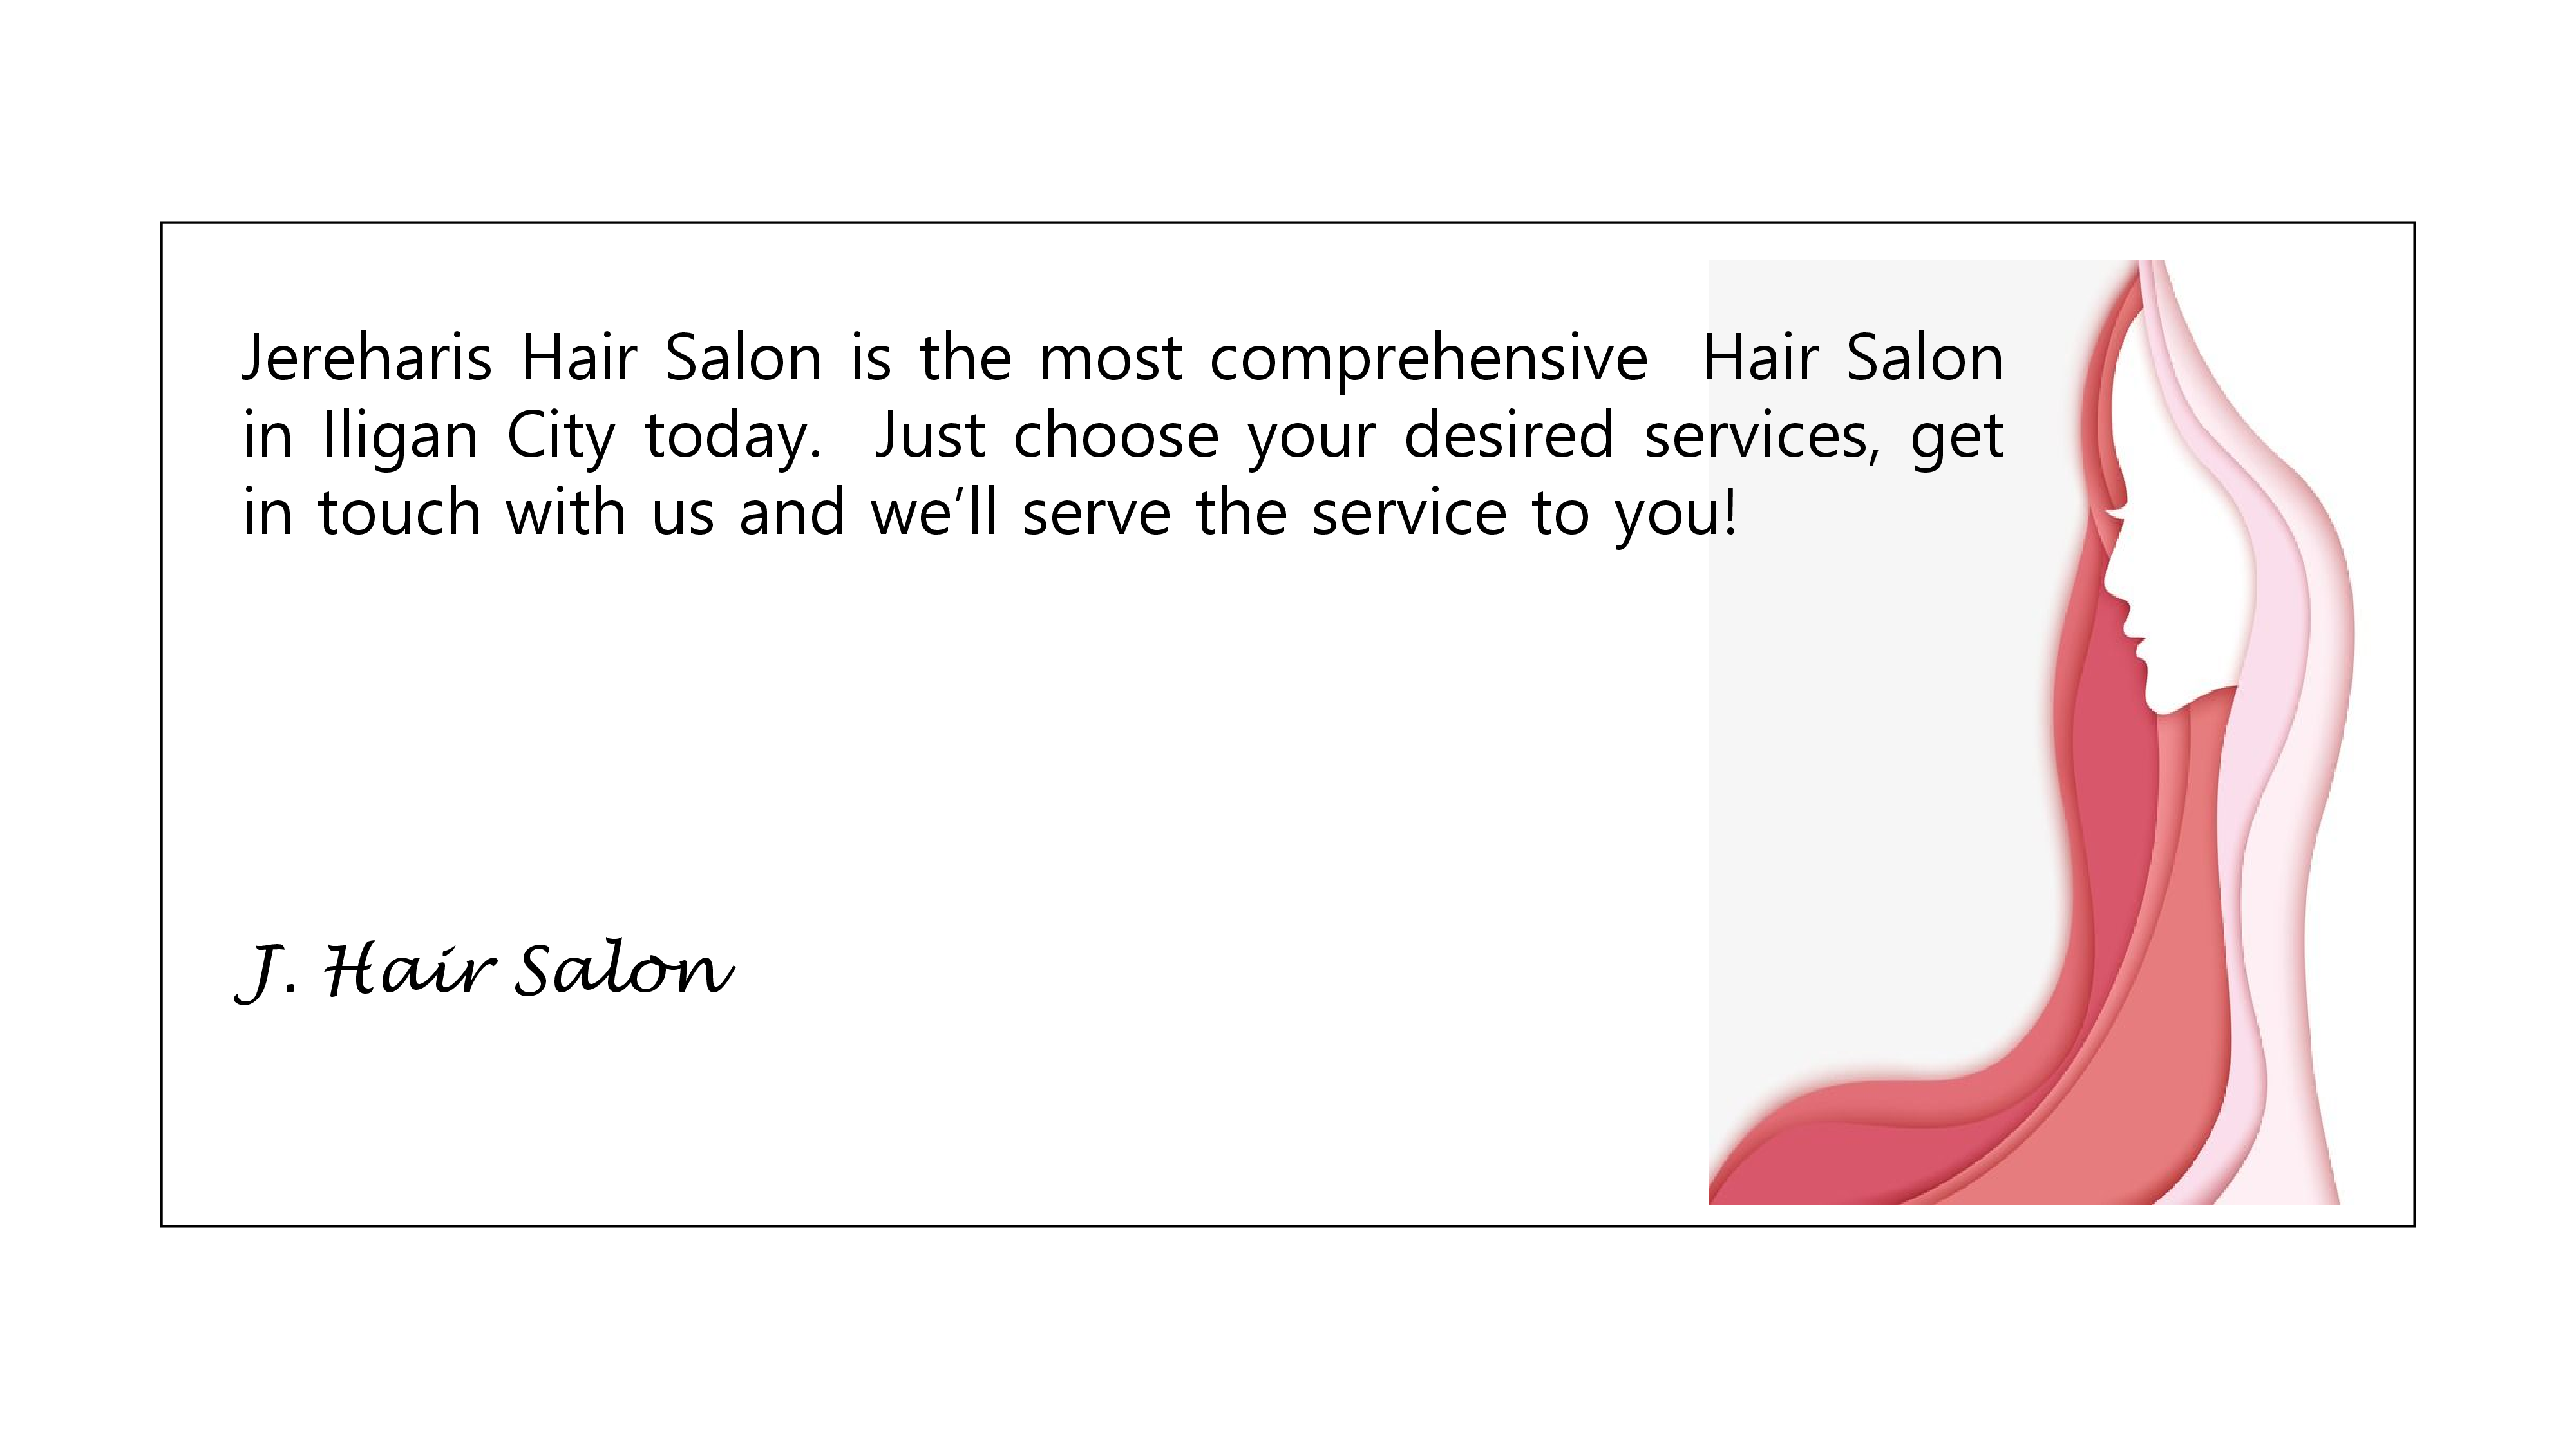 Jereharis Hair Salon is the most comprehensive  Hair Salon
in Iligan City today.  Just choose your desired services, get
in touch with us and we’ll serve the service to you!
J. Hair Salon